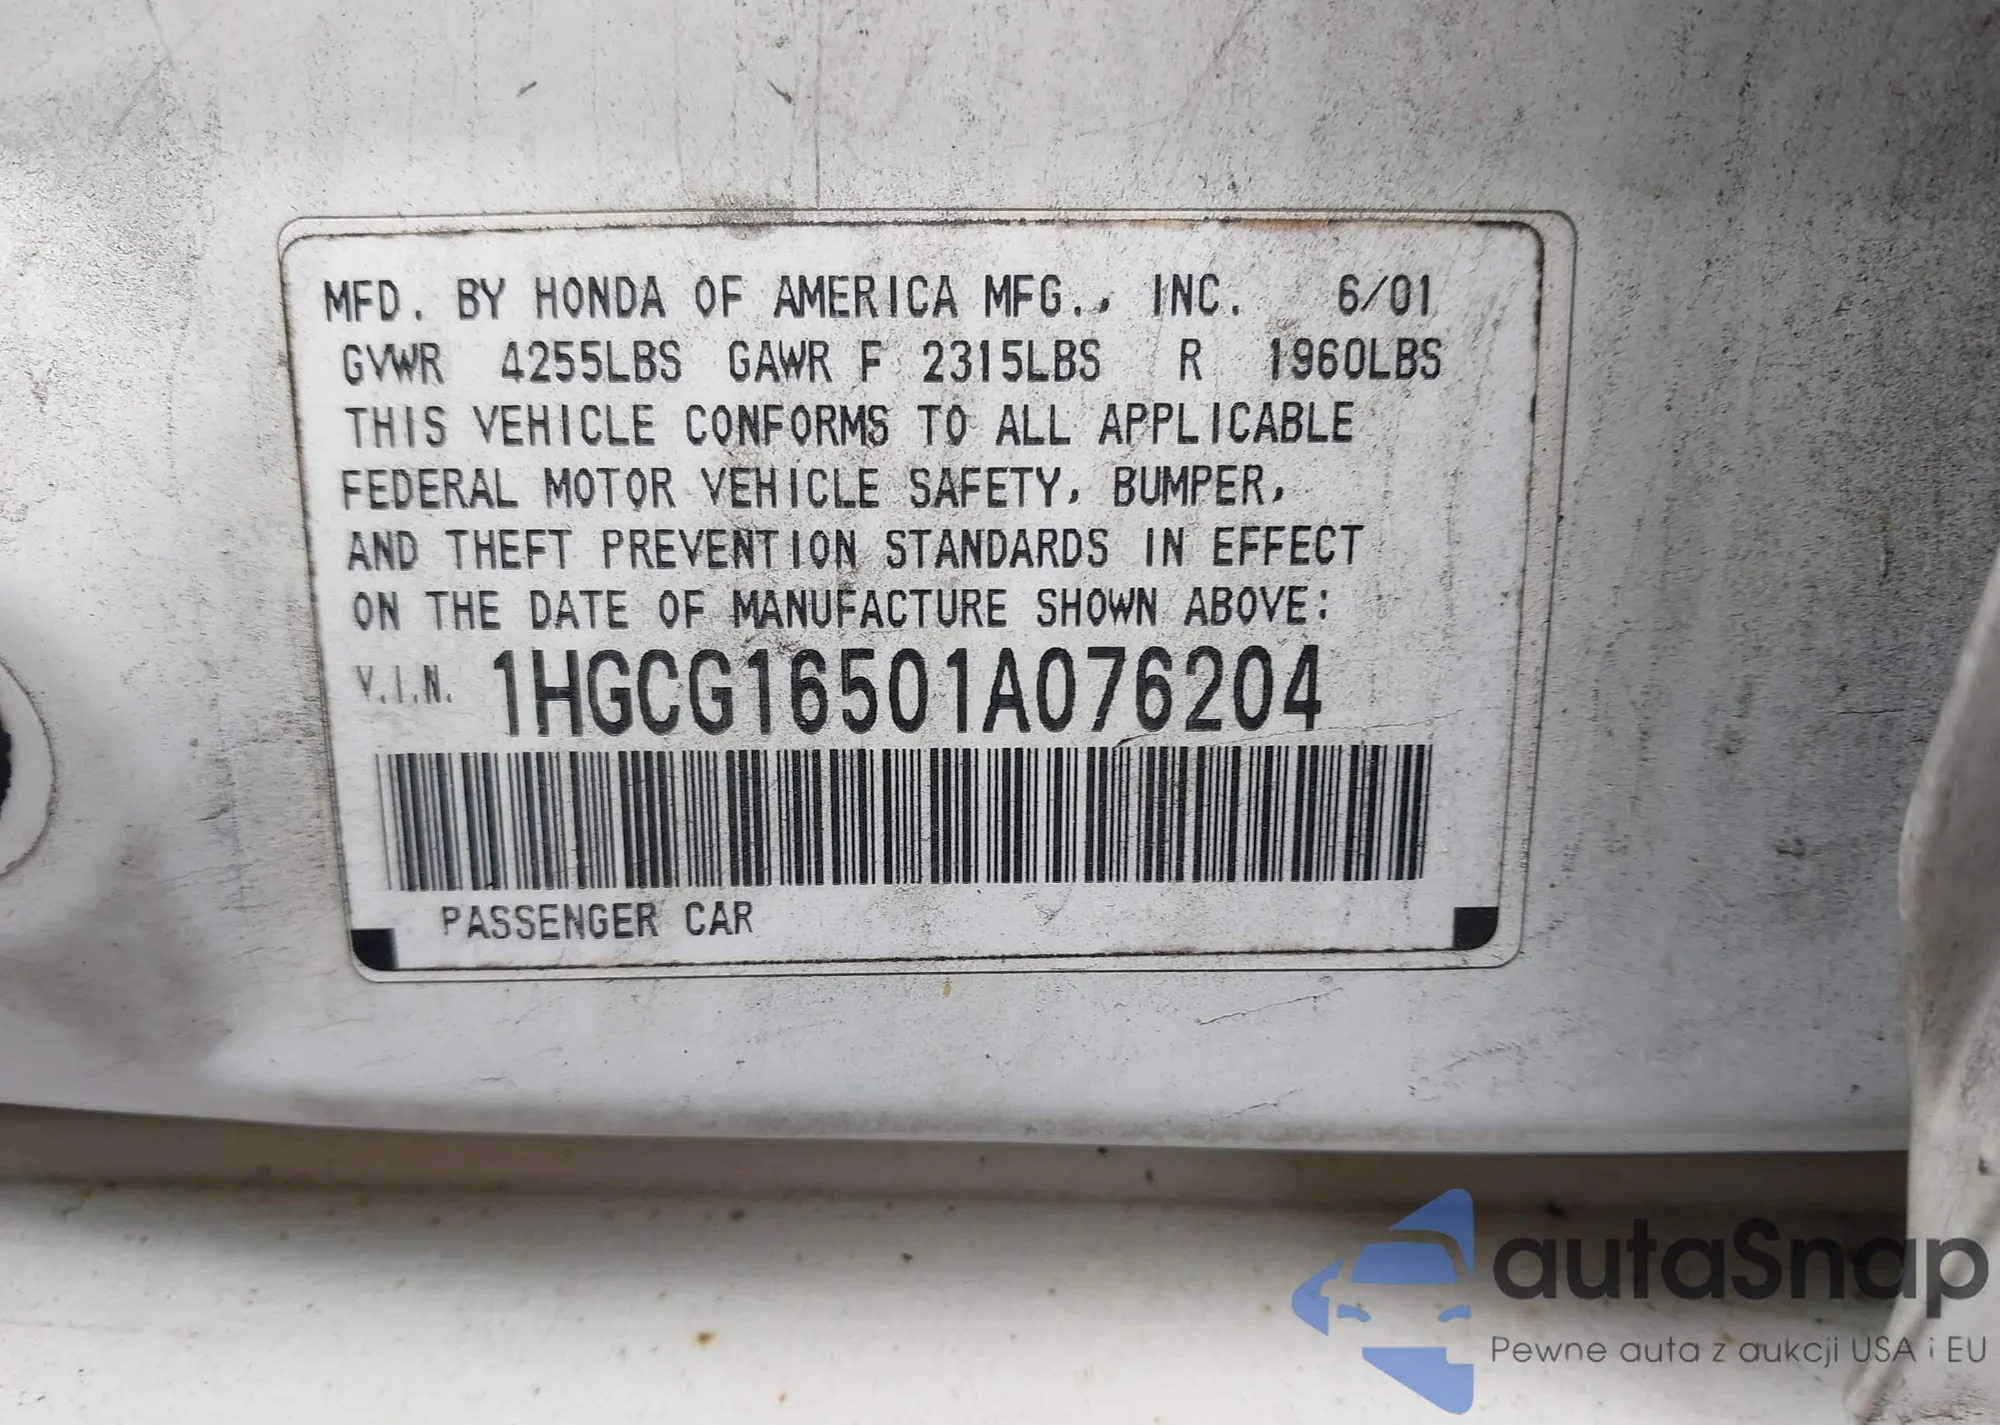 MFD. BY HONDA OF AMERICA MFG., INC. 6/01
GVWR 4255LBS GAWR F 2315LBS R 1960LBS
THIS VEHICLE CONFORMS TO ALL APPLICABLE
FEDERAL MOTOR VEHICLE SAFETY, BUMPER,
AND THEFT PREVENTION STANDARDS IN EFFECT
ON THE DATE OF MANUFACTURE SHOWN ABOVE:
V.I.N. 1HGCG16501A076204
PASSENGER CAR
autaSnap
Pewne auta z aukcji USA i EU